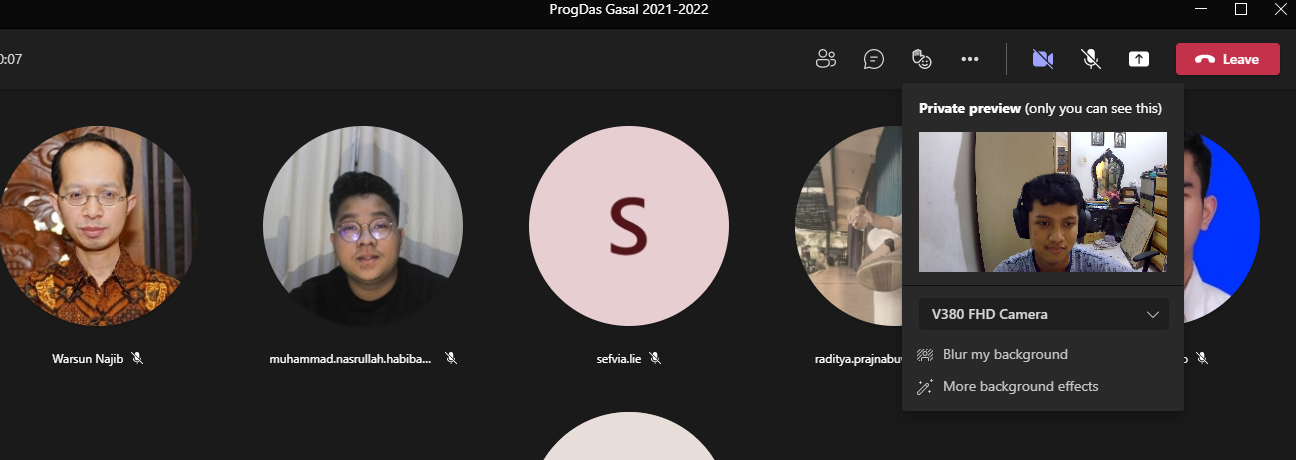 ProgDas Gasal 2021-2022
0:07
Leave
Private preview (only you can see this)
S
V380 FHD Camera
Blur my background
More background effects
Warsun Najib
muhammad.nasrullah.habiba...
sefvia.lie
raditya.prajnabuw
o